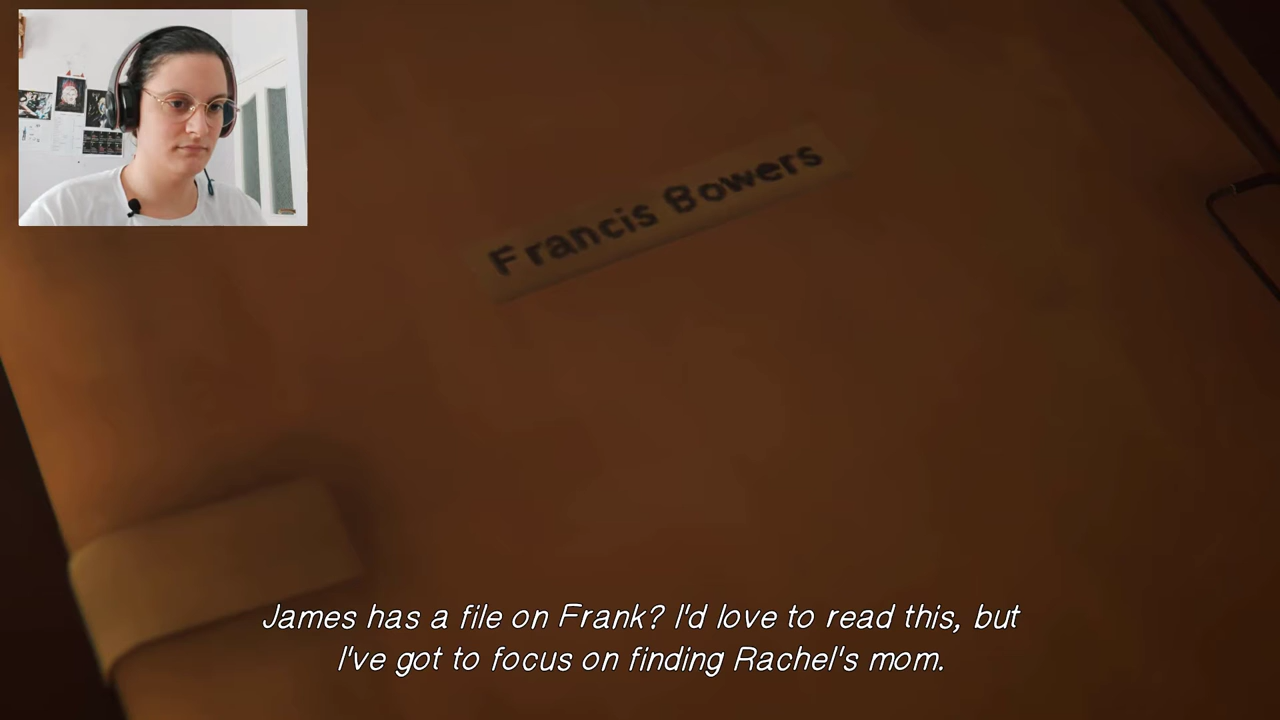 Francis Bowers
James has a file on Frank? I'd love to read this, but
I've got to focus on finding Rachel's mom.